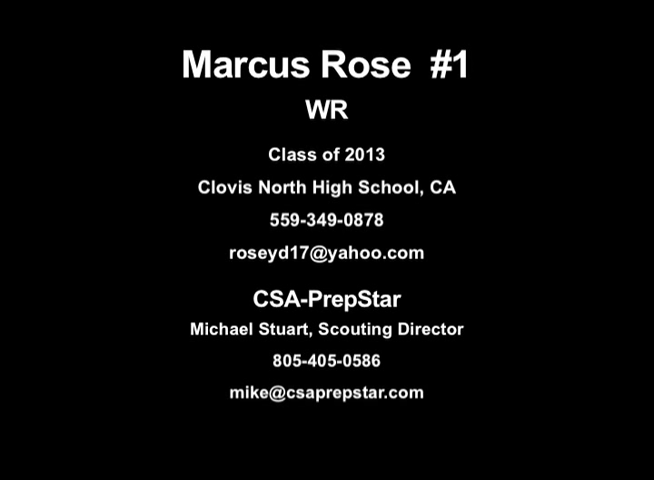 Marcus Rose #1
WR
Class of 2013
Clovis North High School, CA
559-349-0878
roseyd17@yahoo.com
CSA-PrepStar
Michael Stuart, Scouting Director
805-405-0586
mike@csaprepstar.com